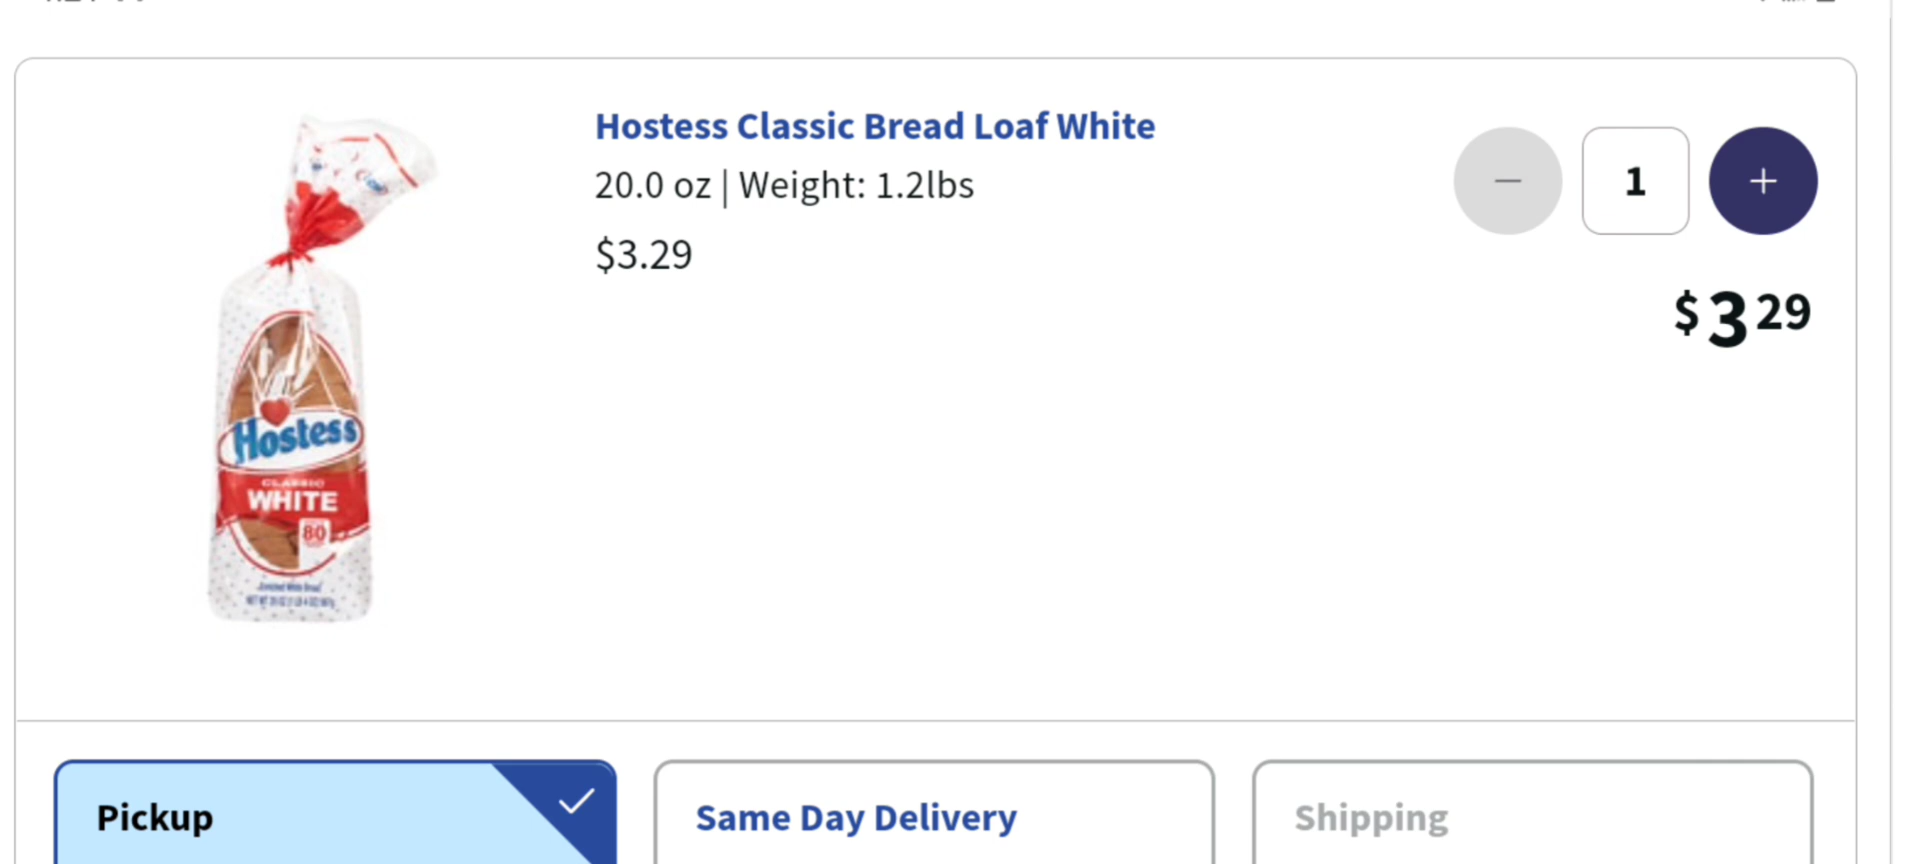 Hostess Classic Bread Loaf White
20.0 oz | Weight: 1.2lbs
$3.29
1
$3 29
Hostess
CLASSIC
WHITE
80
Pickup
Same Day Delivery
Shipping